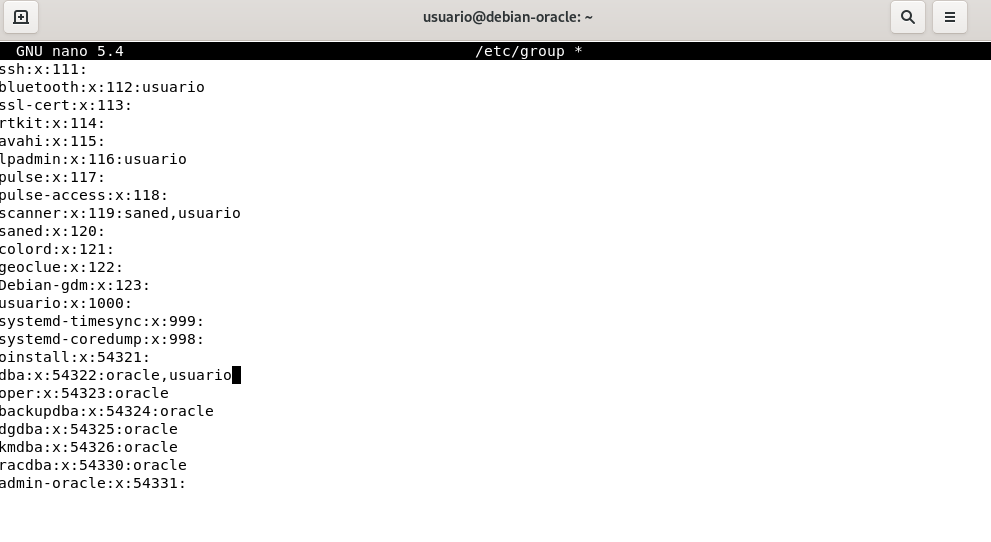 usuario@debian-oracle: ~
GNU nano 5.4 /etc/group *
ssh:x:111:
bluetooth:x:112:usuario
ssl-cert:x:113:
rtkit:x:114:
avahi:x:115:
lpadmin:x:116:usuario
pulse:x:117:
pulse-access:x:118:
scanner:x:119:saned,usuario
saned:x:120:
colord:x:121:
geoclue:x:122:
Debian-gdm:x:123:
usuario:x:1000:
systemd-timesync:x:999:
systemd-coredump:x:998:
oinstall:x:54321:
dba:x:54322:oracle,usuario
oper:x:54323:oracle
backupdba:x:54324:oracle
dgdba:x:54325:oracle
kmdba:x:54326:oracle
racdba:x:54330:oracle
admin-oracle:x:54331: